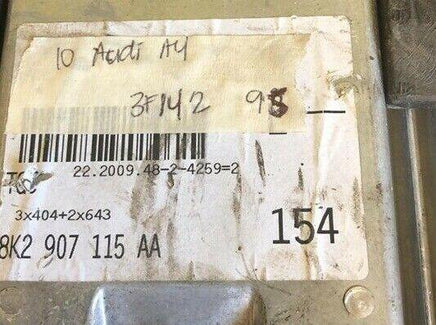 10 Audi A4
3F142 98
22.2009.48-2-4259=2
3x404+2x643
154
8K2 907 115 AA